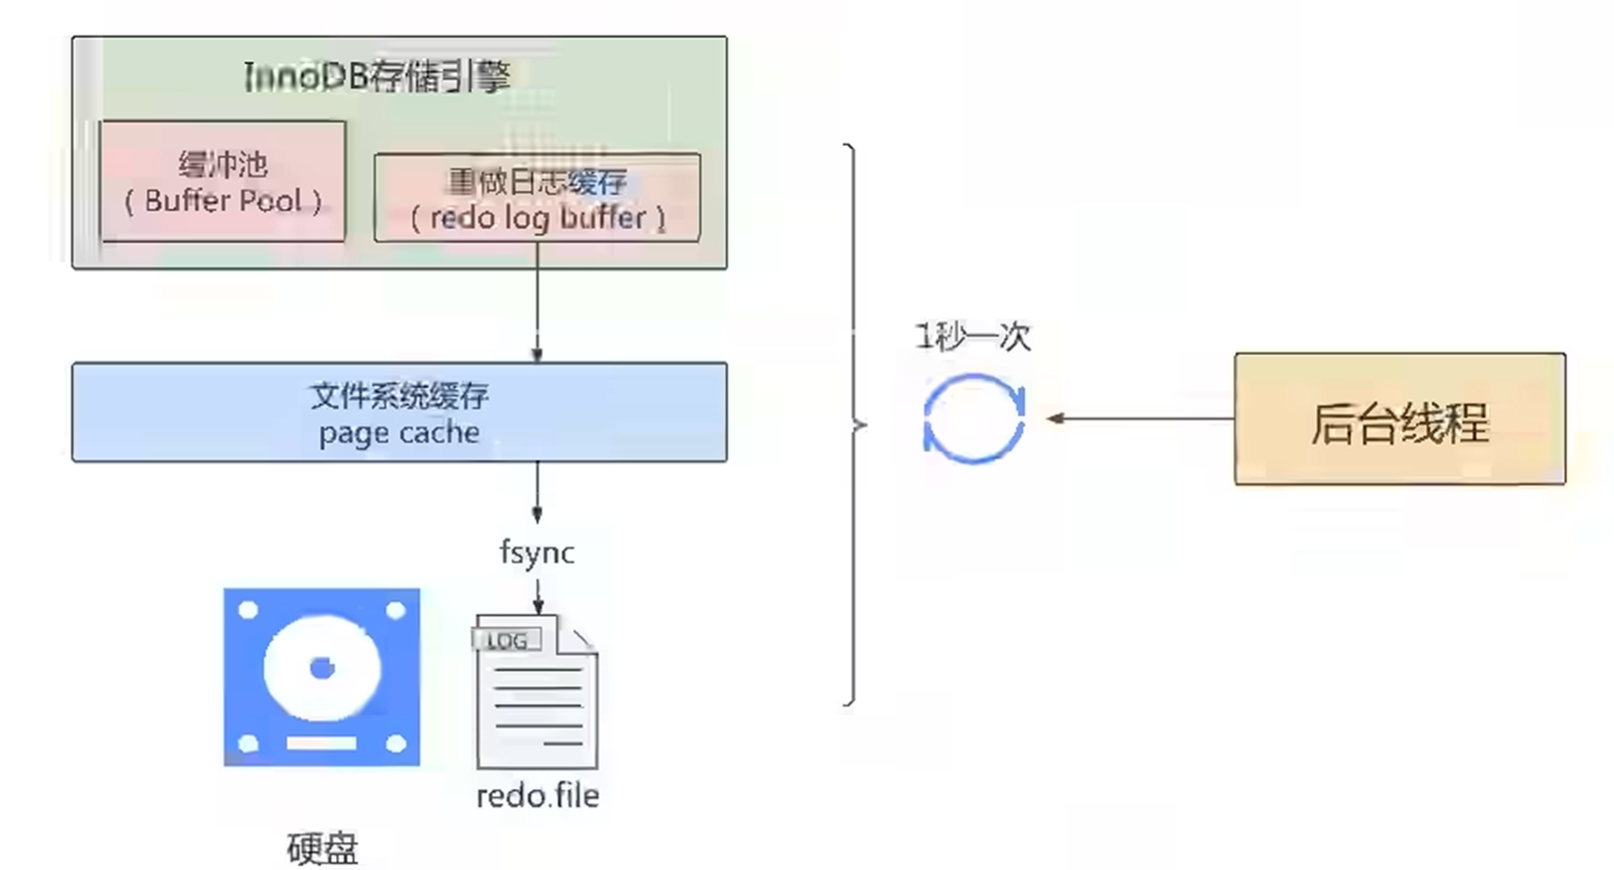 InnoDB存储引擎
缓冲池
( Buffer Pool )
重做日志缓存
( redo log buffer )
文件系统缓存
page cache
fsync
LOG
redo.file
硬盘
1秒一次
后台线程